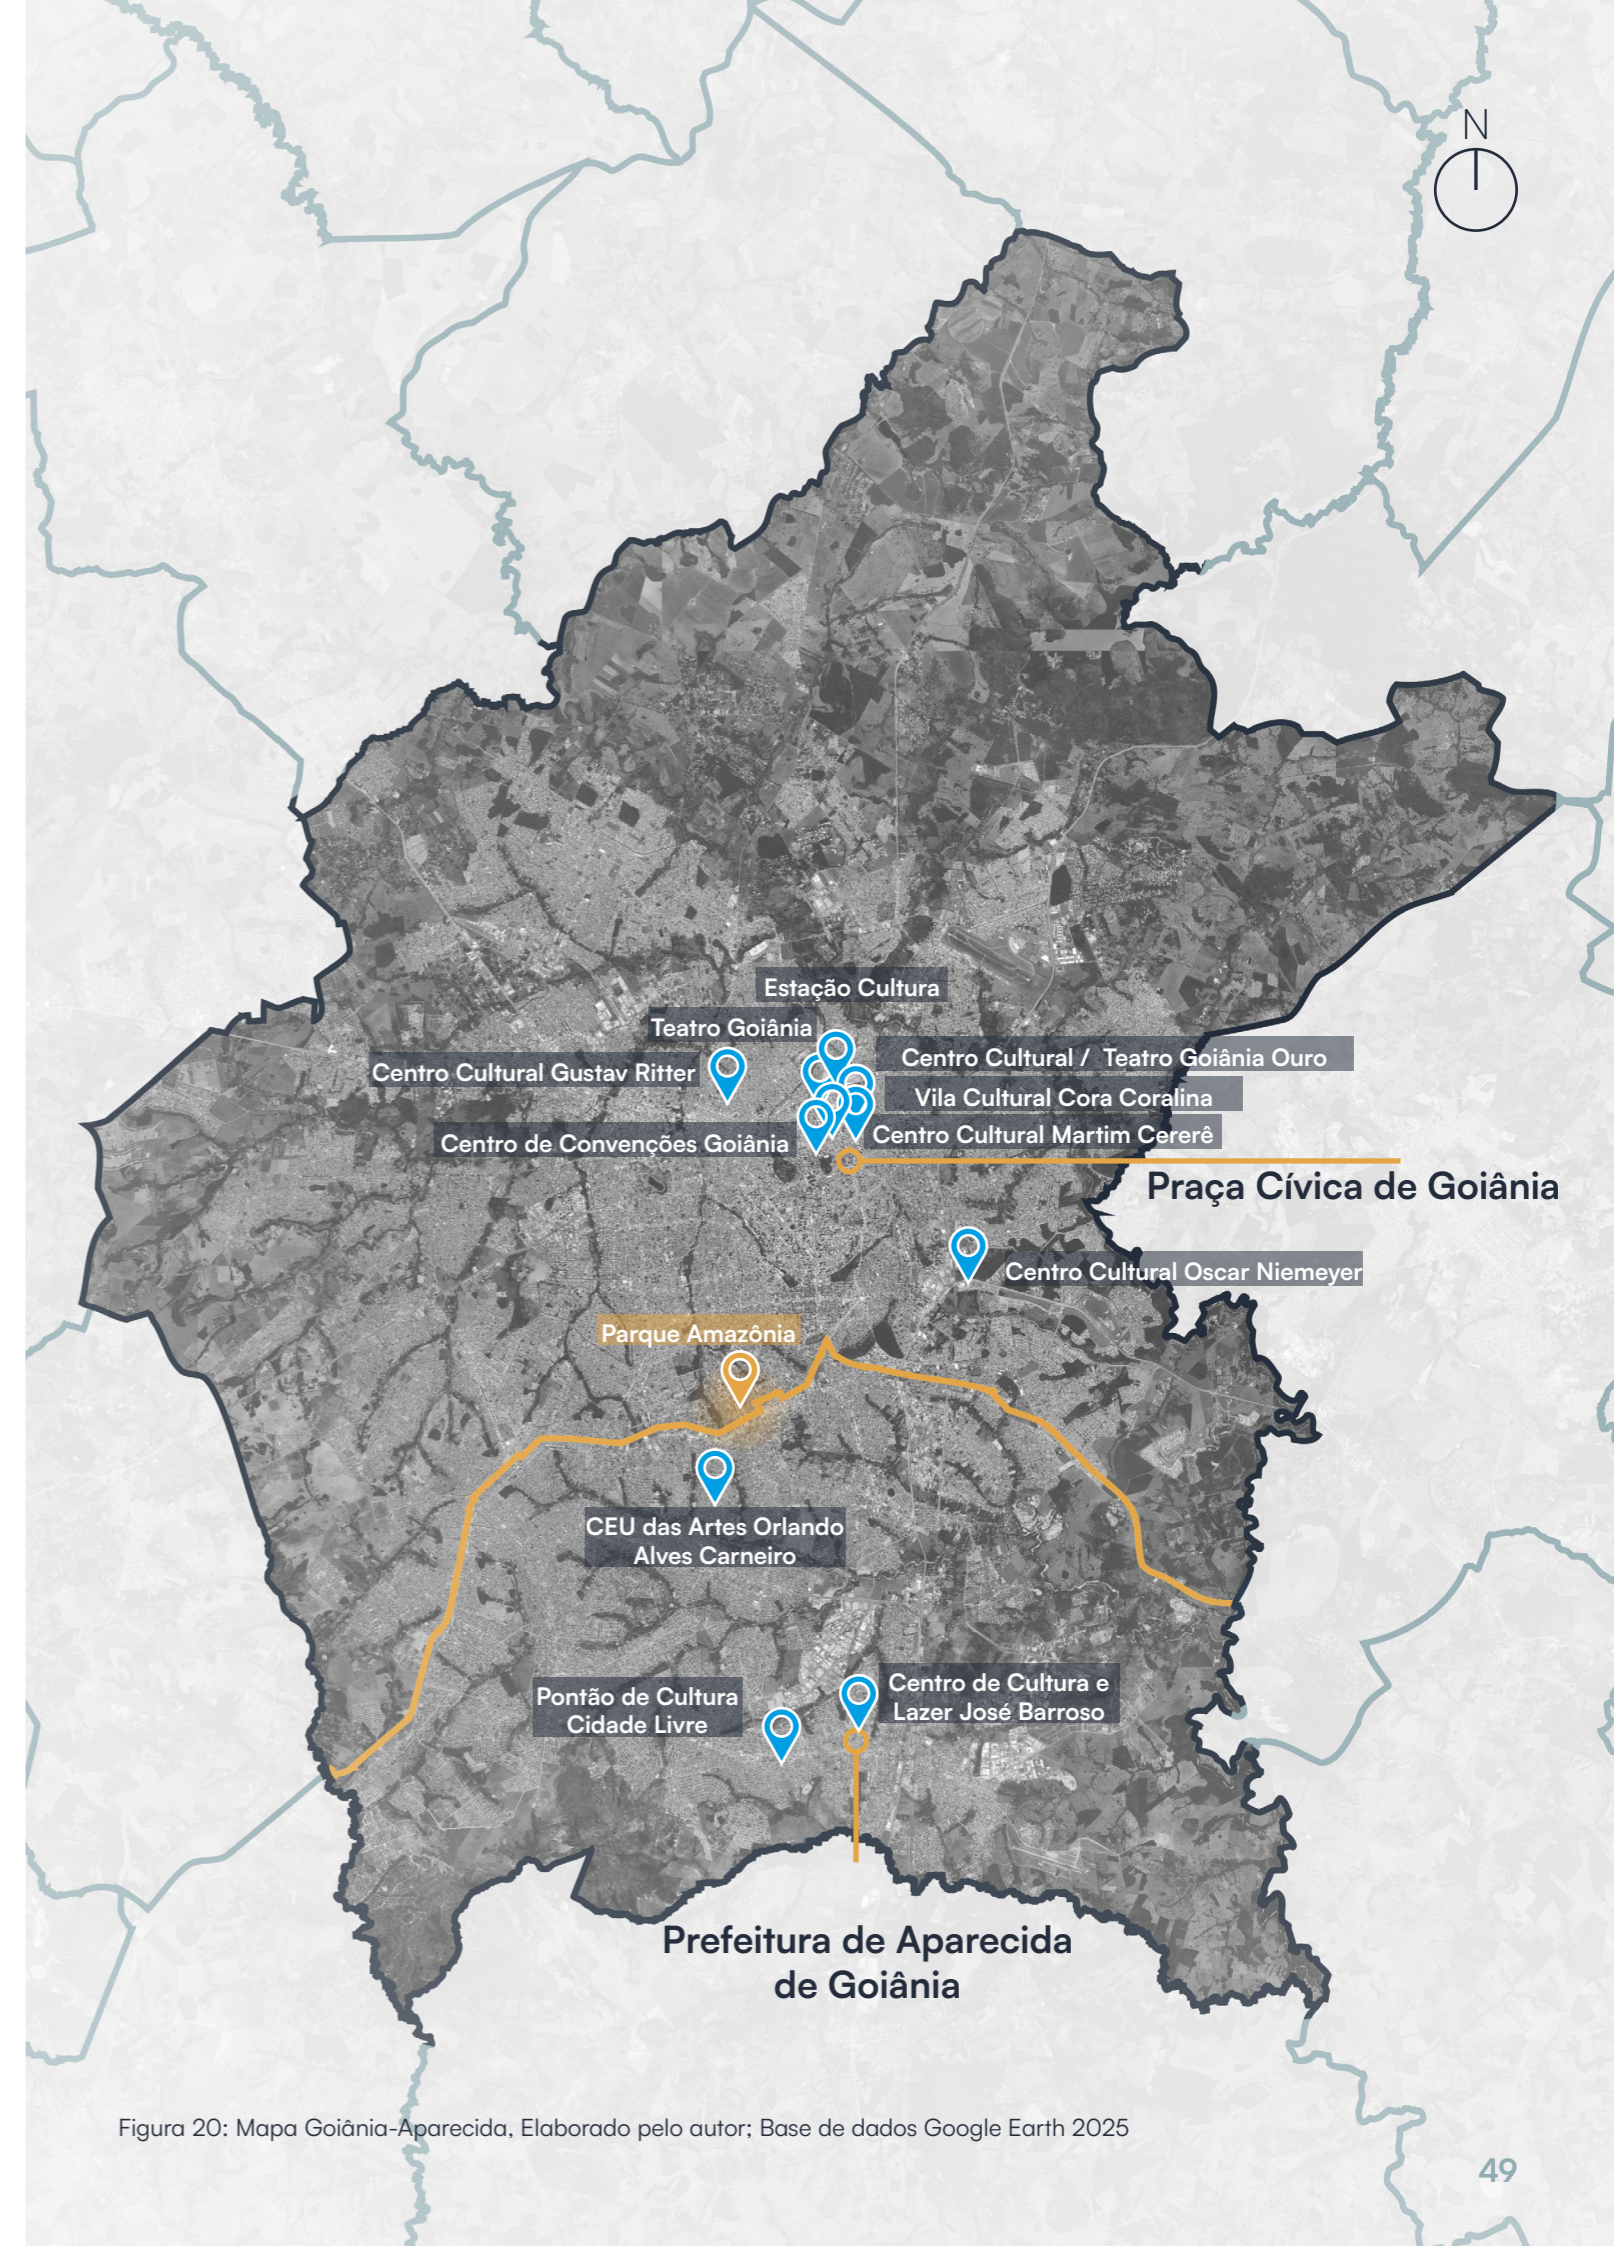 N
Estação Cultura
Teatro Goiânia
Centro Cultural / Teatro Goiânia Ouro
Centro Cultural Gustav Ritter
Vila Cultural Cora Coralina
Centro Cultural Martim Cererê
Centro de Convenções Goiânia
Praça Cívica de Goiânia
Centro Cultural Oscar Niemeyer
Parque Amazônia
CEU das Artes Orlando
Alves Carneiro
Centro de Cultura e
Lazer José Barroso
Pontão de Cultura
Cidade Livre
Prefeitura de Aparecida
de Goiânia
Figura 20: Mapa Goiânia-Aparecida, Elaborado pelo autor; Base de dados Google Earth 2025
49